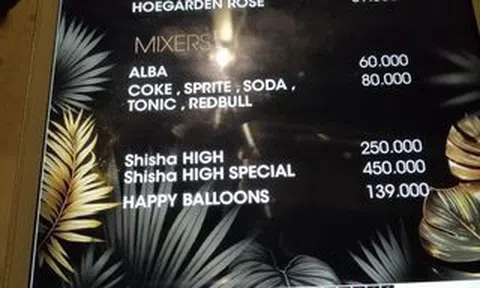 HOEGARDEN ROSE
MIXERS
ALBA 60.000
COKE , SPRITE , SODA , 80.000
TONIC , REDBULL
Shisha HIGH 250.000
Shisha HIGH SPECIAL 450.000
HAPPY BALLOONS 139.000